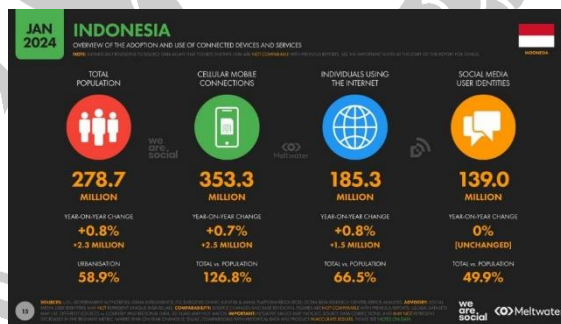 JAN
2024
INDONESIA
OVERVIEW OF THE ADOPTION AND USE OF CONNECTED DEVICES AND SERVICES
INDONESIA
TOTAL
POPULATION
CELLULAR MOBILE
CONNECTIONS
INDIVIDUALS USING
THE INTERNET
SOCIAL MEDIA
USER IDENTITIES
we
are.
social
Meltwater
278.7
MILLION
353.3
MILLION
185.3
MILLION
139.0
MILLION
YEAR-ON-YEAR CHANGE
+0.8%
+2.3 MILLION
YEAR-ON-YEAR CHANGE
+0.7%
+2.5 MILLION
YEAR-ON-YEAR CHANGE
+0.8%
+1.5 MILLION
YEAR-ON-YEAR CHANGE
0%
[UNCHANGED]
URBANISATION
58.9%
TOTAL vs. POPULATION
126.8%
TOTAL vs. POPULATION
66.5%
TOTAL vs. POPULATION
49.9%
we
are.
social
Meltwate